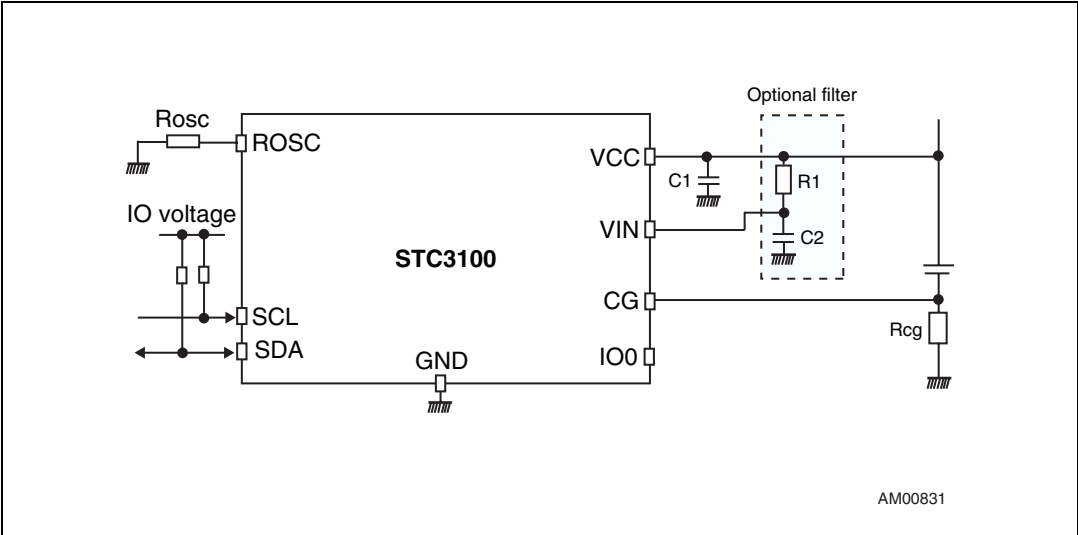 Optional filter
Rosc
ROSC
VCC
C1
R1
IO voltage
VIN
C2
STC3100
CG
SCL
Rcg
SDA
GND
IO0
AM00831